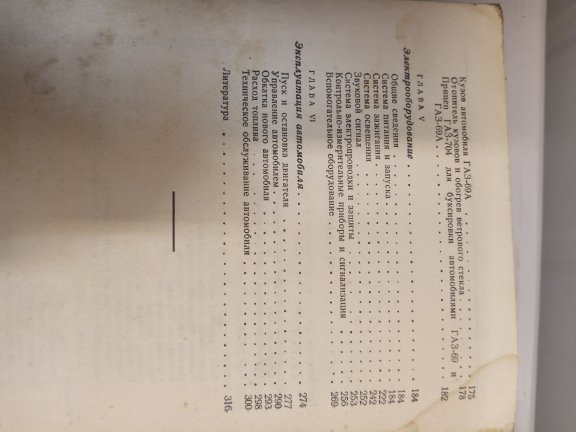 Кузов автомобиля ГАЗ-69А . . . . . . . . . . 175
Отопитель кузовов и обогрев ветрового стекла . . . . . 178
Прицеп ГАЗ-704 для буксировки автомобилями ГАЗ-69 и
ГАЗ-69А . . . . . . . . . . . . . . 182
ГЛАВА V
Электрооборудование . . . . . . . . . . . . 184
Общие сведения . . . . . . . . . . . . . 184
Система питания и запуска . . . . . . . . . . 184
Система зажигания . . . . . . . . . . . . 222
Система освещения . . . . . . . . . . . . 242
Звуковой сигнал . . . . . . . . . . . . . 252
Система электропроводки и защиты . . . . . . . . 253
Контрольно-измерительные приборы и сигнализация . . . . 256
Вспомогательное оборудование . . . . . . . . . 269
ГЛАВА VI
Эксплуатация автомобиля . . . . . . . . . . . 274
Пуск и остановка двигателя . . . . . . . . . . 277
Управление автомобилем . . . . . . . . . . . 290
Обкатка нового автомобиля . . . . . . . . . . 293
Расход топлива . . . . . . . . . . . . . 298
Техническое обслуживание автомобиля . . . . . . . 300
Литература . . . . . . . . . . . . . . . 316